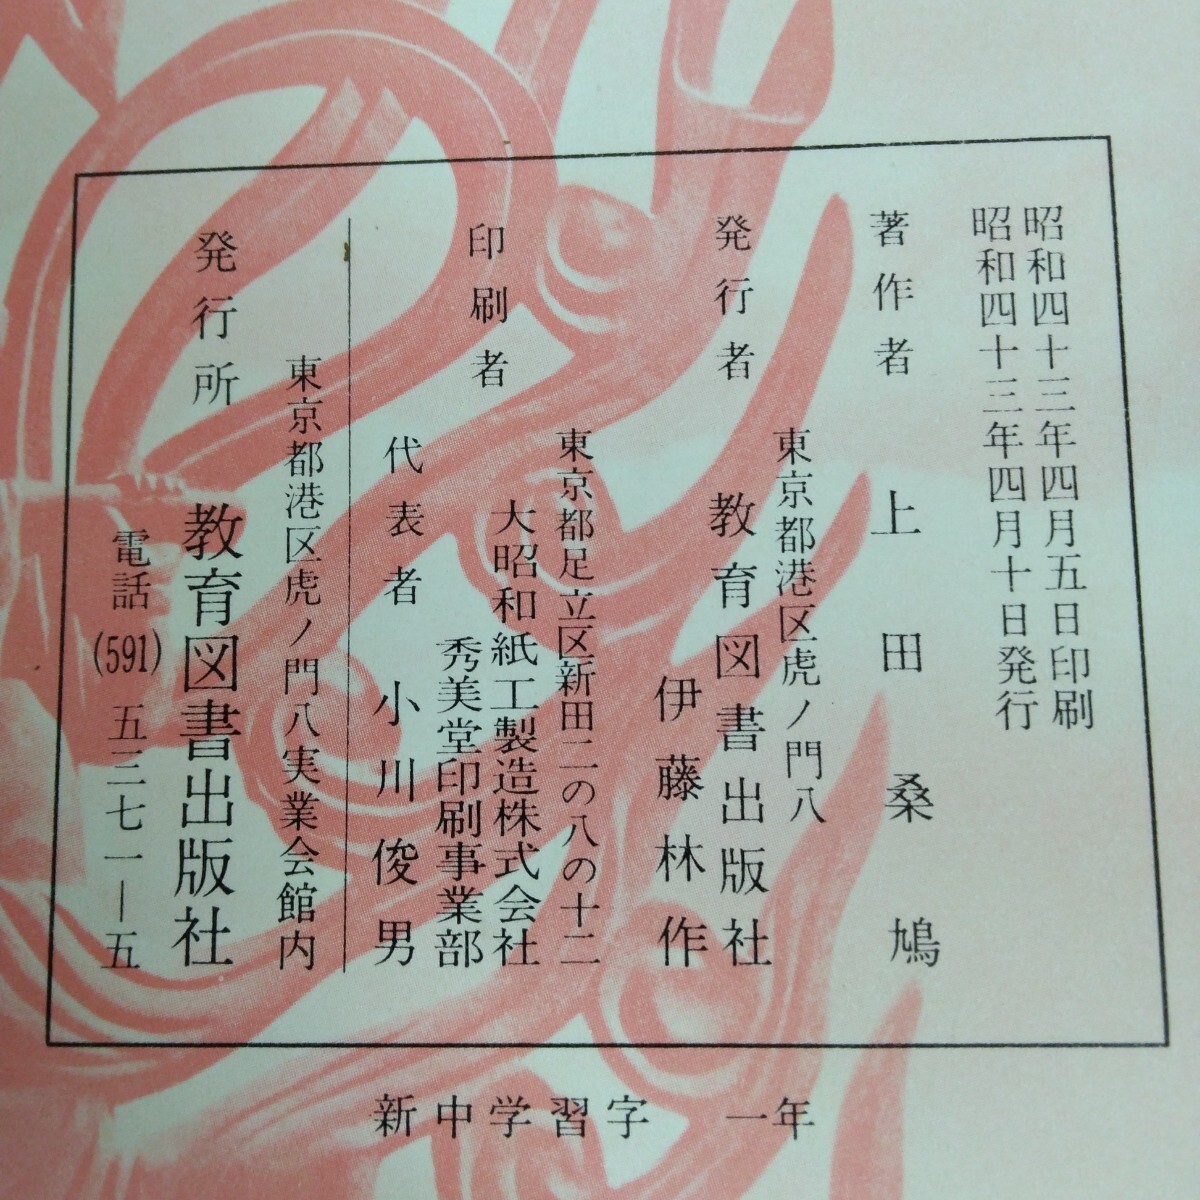 昭和四十三年四月五日印刷
昭和四十三年四月十日発行
著作者 上田桑鳩
東京都港区虎ノ門八
発行者 教育図書出版社
伊藤林作
東京都足立区新田二の八の十二
印刷者 大昭和紙工製造株式会社
秀美堂印刷事業部
代表者 小川俊男
東京都港区虎ノ門八実業会館内
発行所 教育図書出版社
電話(591)五三七一—五
新中学習字 一年